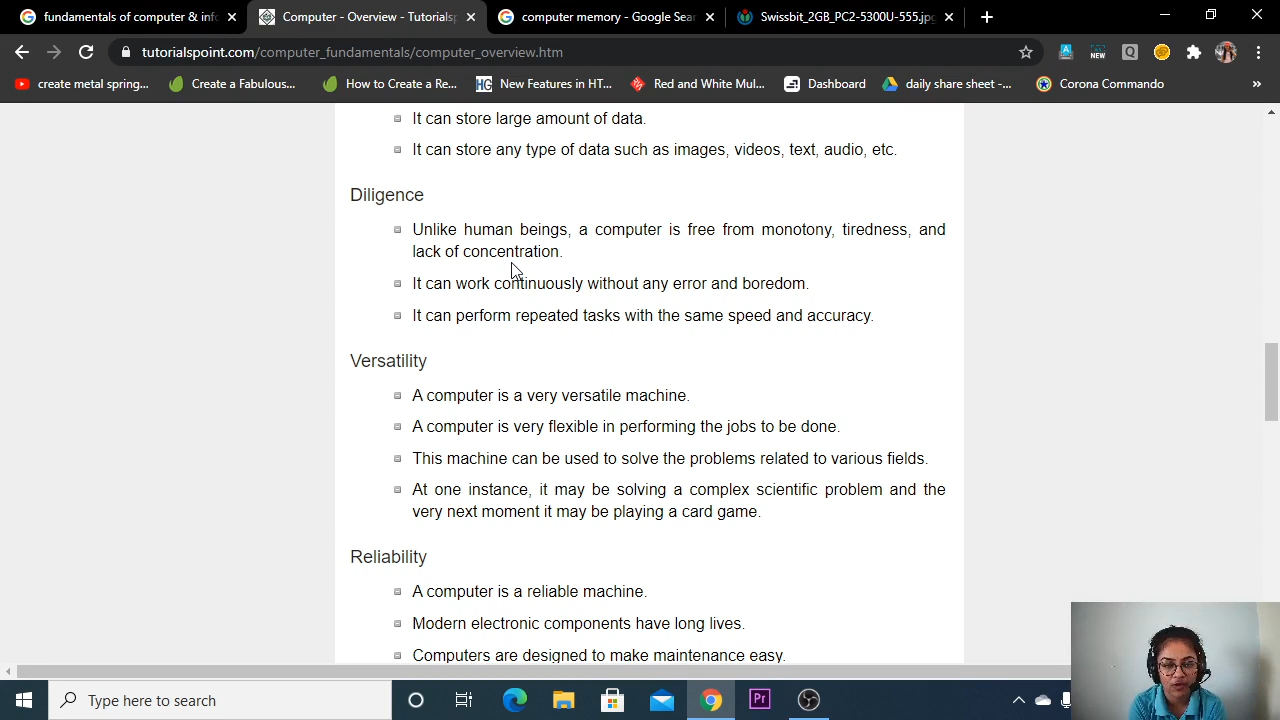 fundamentals of computer & inf
Computer - Overview - Tutorialsp
computer memory - Google Sear
Swissbit_2GB_PC2-5300U-555.jpg
tutorialspoint.com/computer_fundamentals/computer_overview.htm
NEW
create metal spring...
Create a Fabulous...
How to Create a Re...
HG
New Features in HT...
Red and White Mul...
Dashboard
daily share sheet -...
Corona Commando
»
It can store large amount of data.
It can store any type of data such as images, videos, text, audio, etc.
Diligence
Unlike human beings, a computer is free from monotony, tiredness, and
lack of concentration.
It can work continuously without any error and boredom.
It can perform repeated tasks with the same speed and accuracy.
Versatility
A computer is a very versatile machine.
A computer is very flexible in performing the jobs to be done.
This machine can be used to solve the problems related to various fields.
At one instance, it may be solving a complex scientific problem and the
very next moment it may be playing a card game.
Reliability
A computer is a reliable machine.
Modern electronic components have long lives.
Computers are designed to make maintenance easy.
Type here to search
Pr